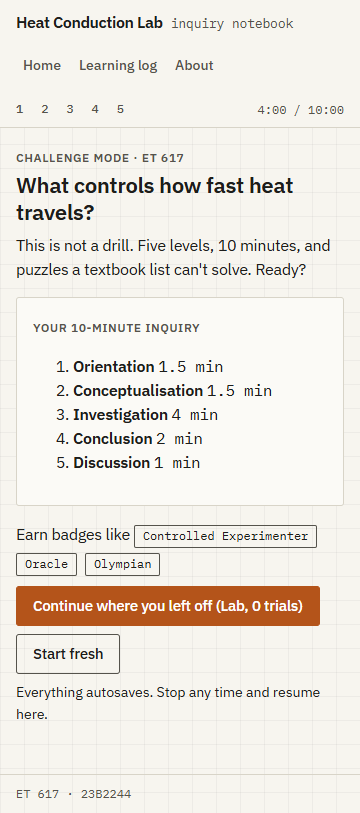 Heat Conduction Lab inquiry notebook
Home Learning log About
1 2 3 4 5 4:00 / 10:00
CHALLENGE MODE · ET 617
What controls how fast heat
travels?
This is not a drill. Five levels, 10 minutes, and
puzzles a textbook list can't solve. Ready?
YOUR 10-MINUTE INQUIRY
1. Orientation 1.5 min
2. Conceptualisation 1.5 min
3. Investigation 4 min
4. Conclusion 2 min
5. Discussion 1 min
Earn badges like Controlled Experimenter
Oracle Olympian
Continue where you left off (Lab, 0 trials)
Start fresh
Everything autosaves. Stop any time and resume
here.
ET 617 · 23B2244